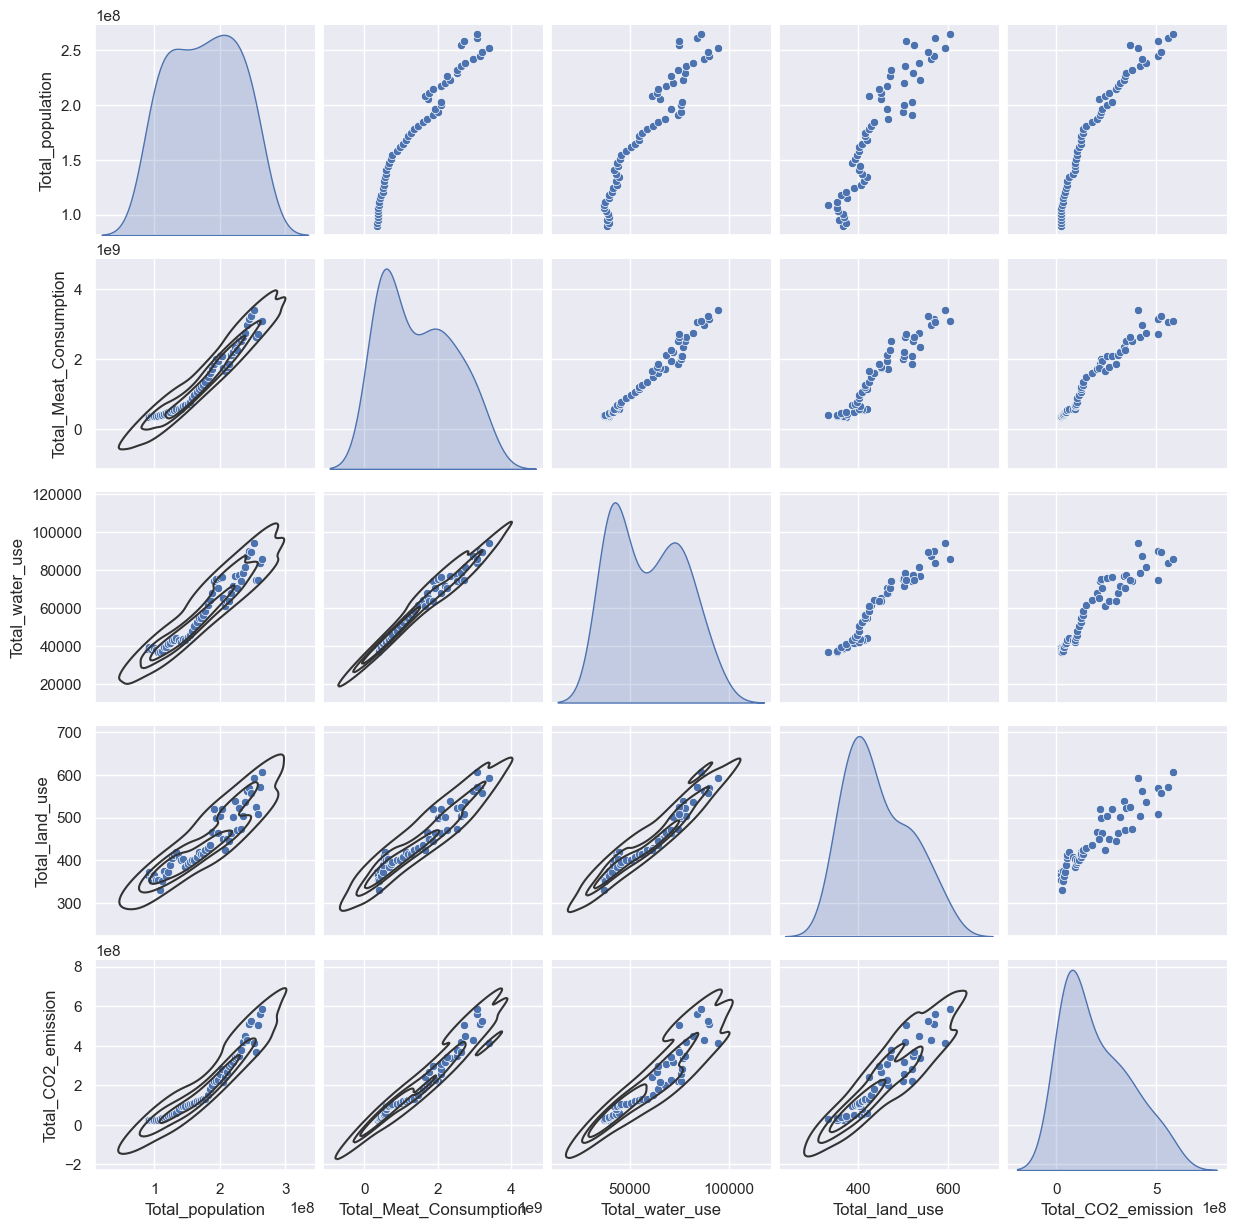 1e8
2.5
2.0
1.5
1.0
Total_population
1e9
4
2
0
Total_Meat_Consumption
120000
100000
80000
60000
40000
20000
Total_water_use
700
600
500
400
300
Total_land_use
1e8
8
6
4
2
0
−2
Total_CO2_emission
1 2 3 0 2 4 50000 100000 400 600 0 5
1e8 1e9 1e8
Total_population Total_Meat_Consumption Total_water_use Total_land_use Total_CO2_emission